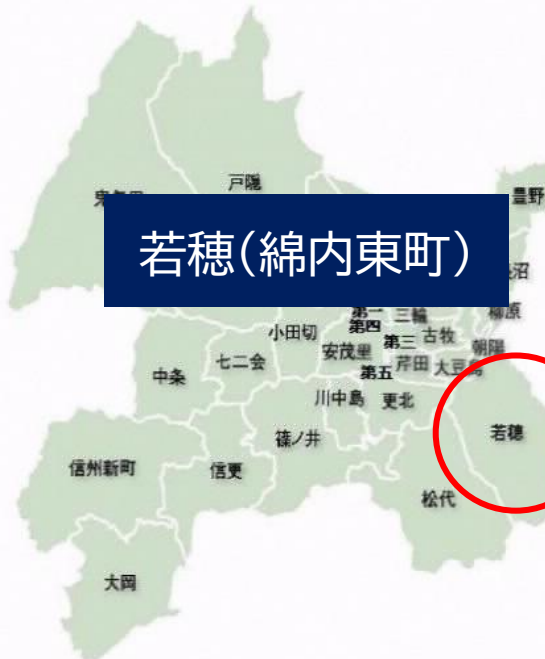 戸隠
豊野
若穂(綿内東町)
第一
三輪
柳原
小田切
第四
安茂里
第三
古牧
朝陽
中条
七二会
第五
芹田
大豆島
川中島
更北
篠ノ井
若穂
信州新町
信更
松代
大岡